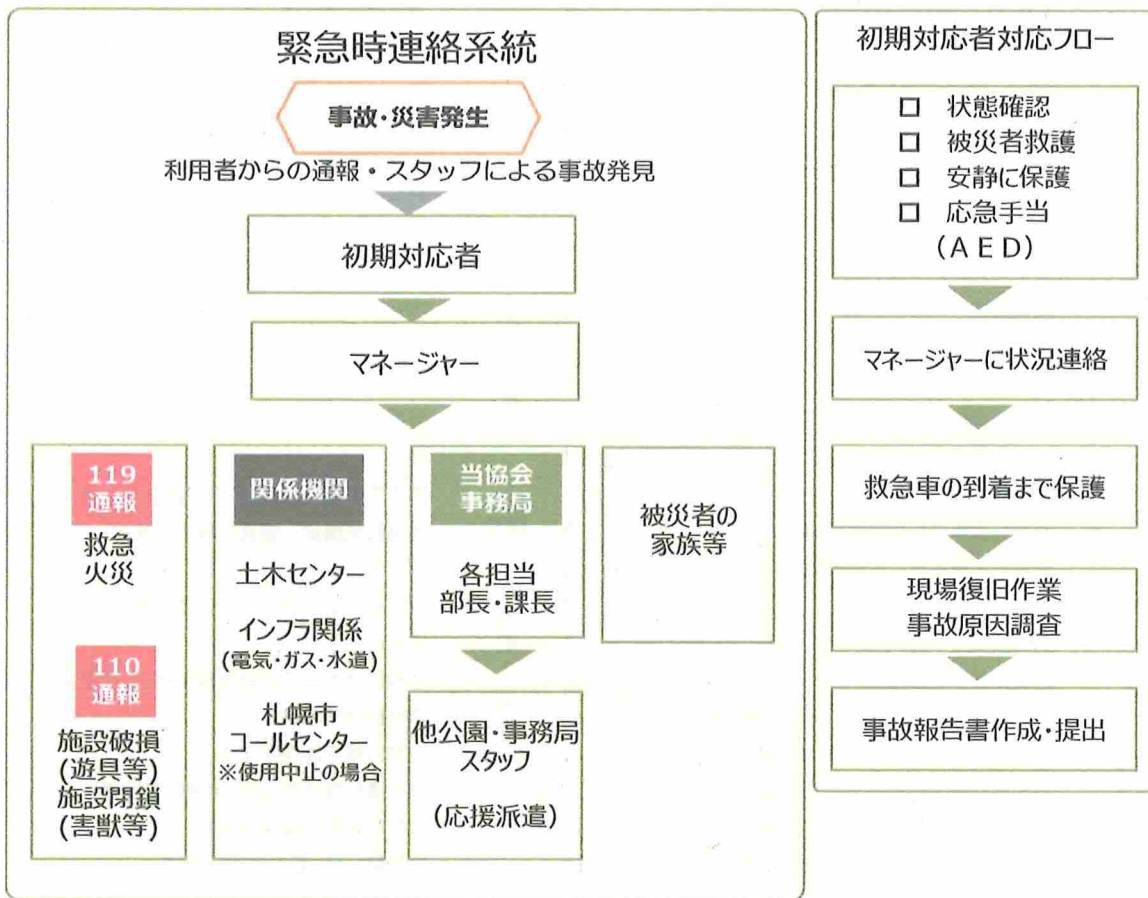 緊急時連絡系統
事故・災害発生
利用者からの通報・スタッフによる事故発見
初期対応者
マネージャー
119
通報
救急
火災
110
通報
施設破損
(遊具等)
施設閉鎖
(害獣等)
関係機関
土木センター
インフラ関係
(電気・ガス・水道)
札幌市
コールセンター
※使用中止の場合
当協会
事務局
各担当
部長・課長
他公園・事務局
スタッフ
(応援派遣)
被災者の
家族等
初期対応者対応フロー
□ 状態確認
□ 被災者救護
□ 安静に保護
□ 応急手当
(ＡＥＤ)
マネージャーに状況連絡
救急車の到着まで保護
現場復旧作業
事故原因調査
事故報告書作成・提出